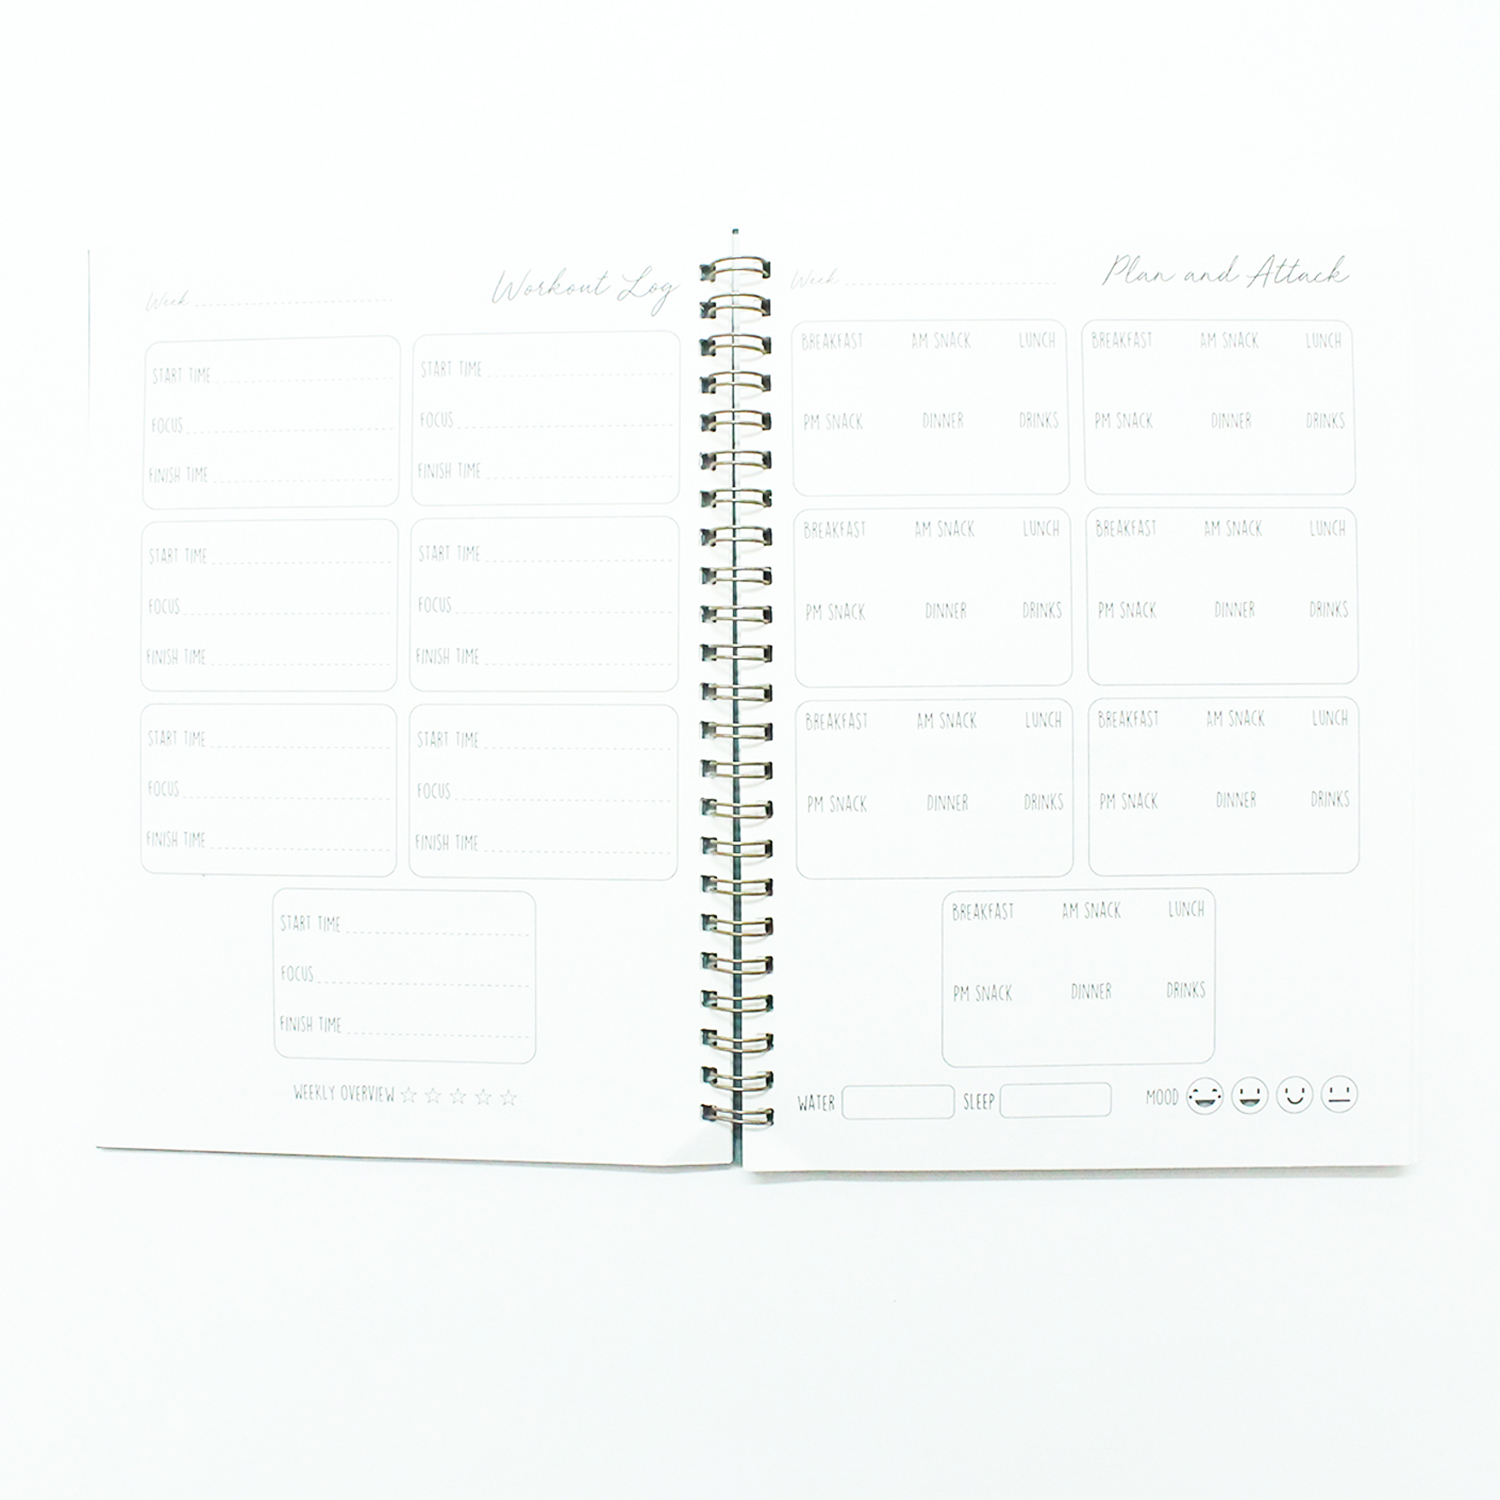 Week
Workout Log
START TIME
FOCUS
FINISH TIME
START TIME
FOCUS
FINISH TIME
START TIME
FOCUS
FINISH TIME
START TIME
FOCUS
FINISH TIME
START TIME
FOCUS
FINISH TIME
START TIME
FOCUS
FINISH TIME
START TIME
FOCUS
FINISH TIME
WEEKLY OVERVIEW
Week
Plan and Attack
BREAKFAST AM SNACK LUNCH
PM SNACK DINNER DRINKS
BREAKFAST AM SNACK LUNCH
PM SNACK DINNER DRINKS
BREAKFAST AM SNACK LUNCH
PM SNACK DINNER DRINKS
BREAKFAST AM SNACK LUNCH
PM SNACK DINNER DRINKS
BREAKFAST AM SNACK LUNCH
PM SNACK DINNER DRINKS
BREAKFAST AM SNACK LUNCH
PM SNACK DINNER DRINKS
BREAKFAST AM SNACK LUNCH
PM SNACK DINNER DRINKS
WATER SLEEP MOOD